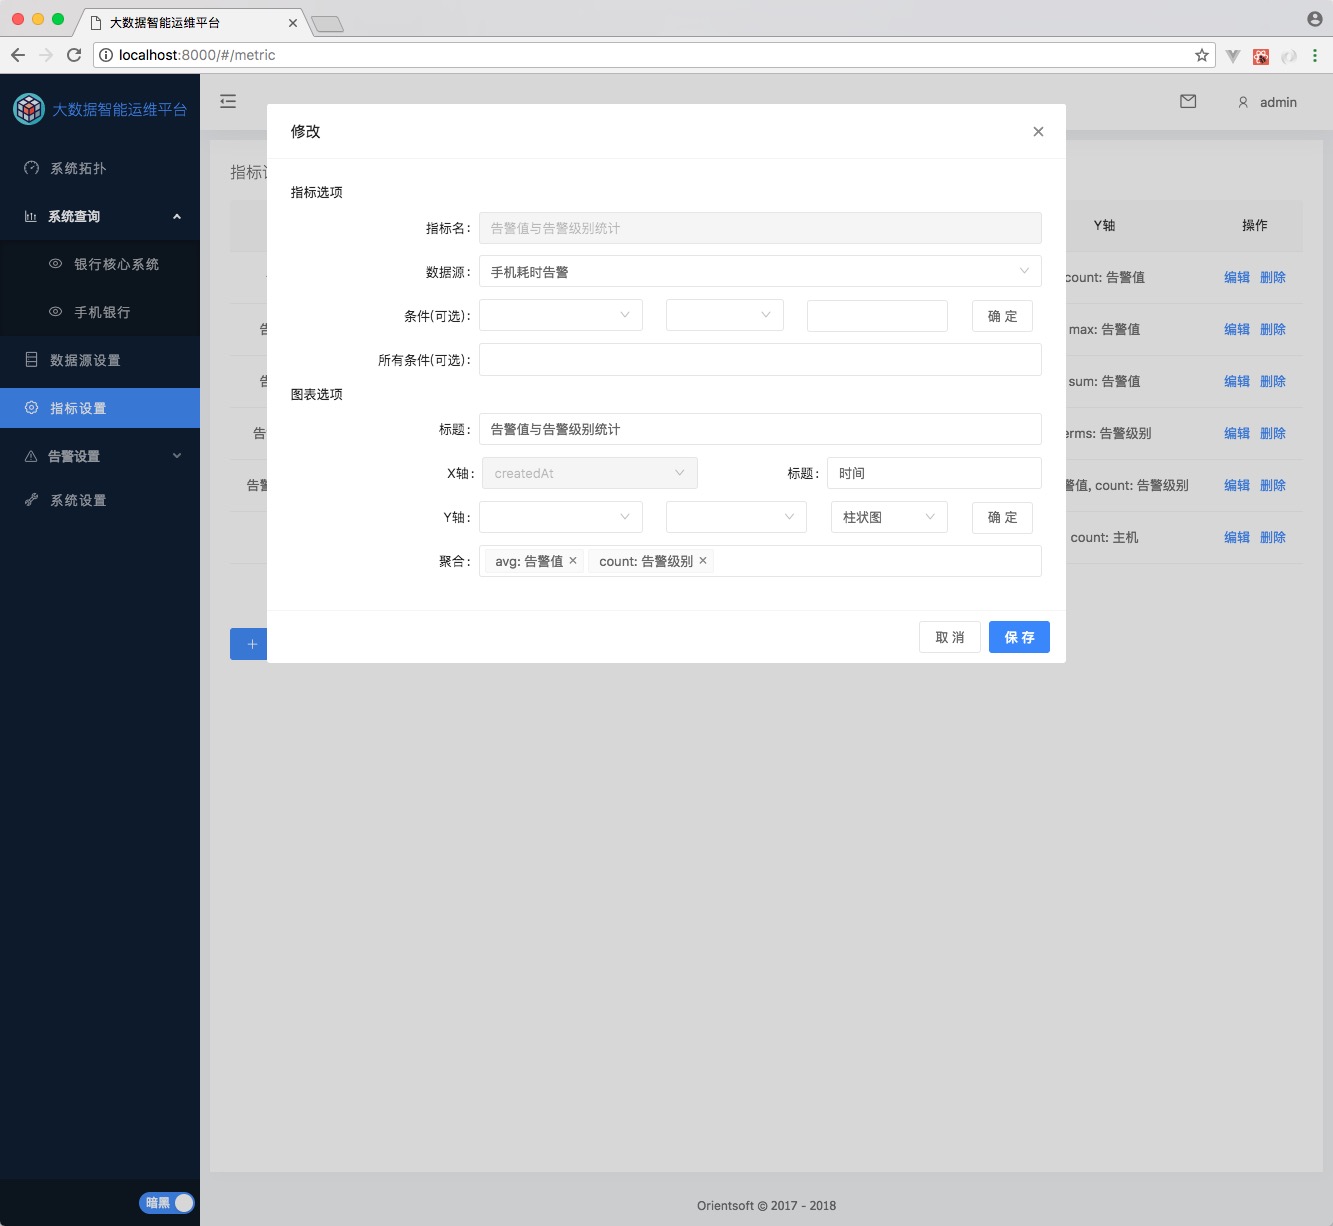 大数据智能运维平台
localhost:8000/#/metric
大数据智能运维平台
admin
系统拓扑
系统查询
银行核心系统
手机银行
数据源设置
指标设置
告警设置
系统设置
暗黑
指标
Y轴 操作
count: 告警值 编辑 删除
告 max: 告警值 编辑 删除
告 sum: 告警值 编辑 删除
告 erms: 告警级别 编辑 删除
告警 警值, count: 告警级别 编辑 删除
count: 主机 编辑 删除
修改
指标选项
指标名: 告警值与告警级别统计
数据源: 手机耗时告警
条件(可选): 确 定
所有条件(可选):
图表选项
标题: 告警值与告警级别统计
X轴: createdAt 标题: 时间
Y轴: 柱状图 确 定
聚合: avg: 告警值 count: 告警级别
取 消 保 存
Orientsoft © 2017 - 2018